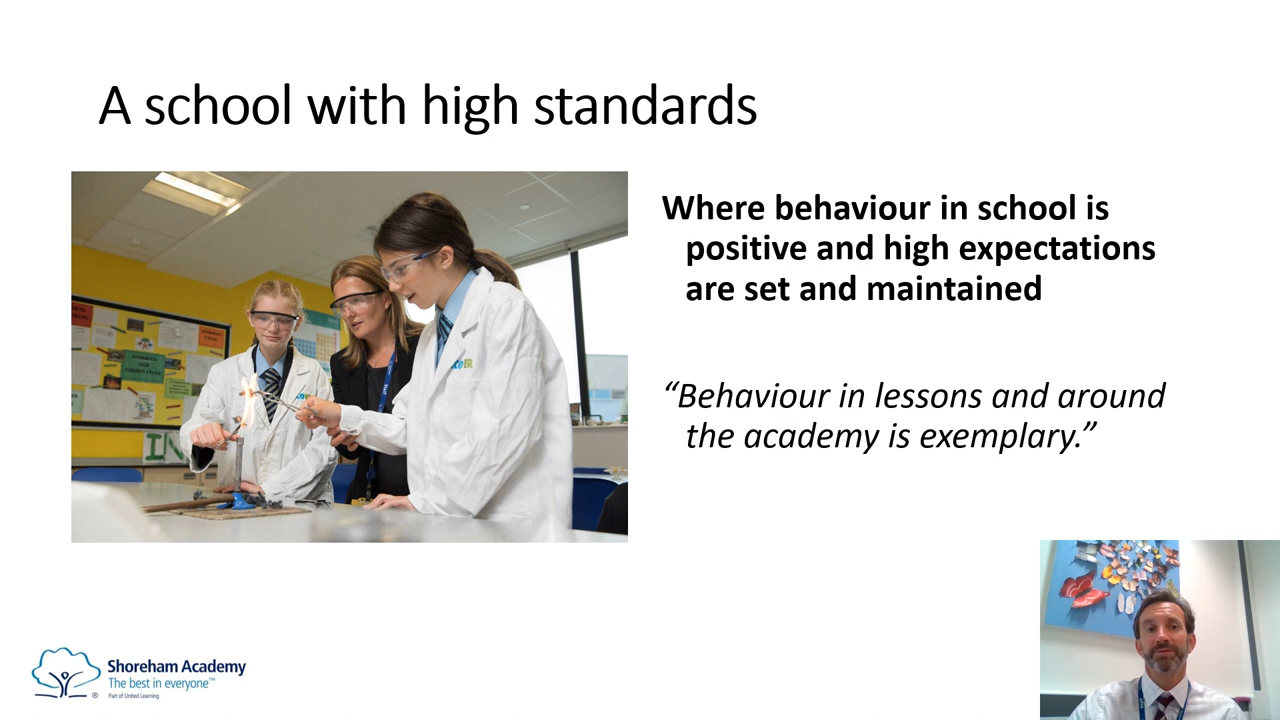 A school with high standards
Where behaviour in school is
positive and high expectations
are set and maintained
“Behaviour in lessons and around
the academy is exemplary.”
Shoreham Academy
The best in everyone™
®
Part of United Learning